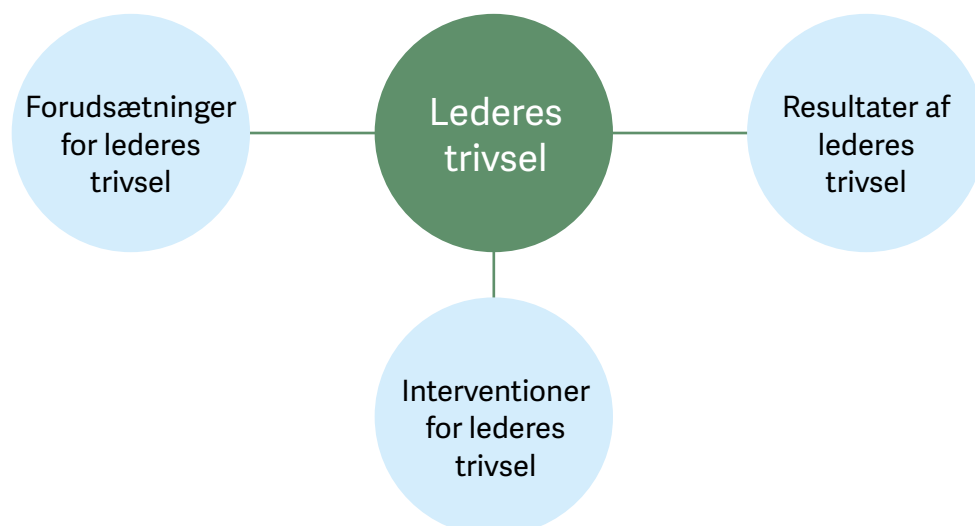 Forudsætninger
for lederes
trivsel
Lederes
trivsel
Resultater af
lederes
trivsel
Interventioner
for lederes
trivsel